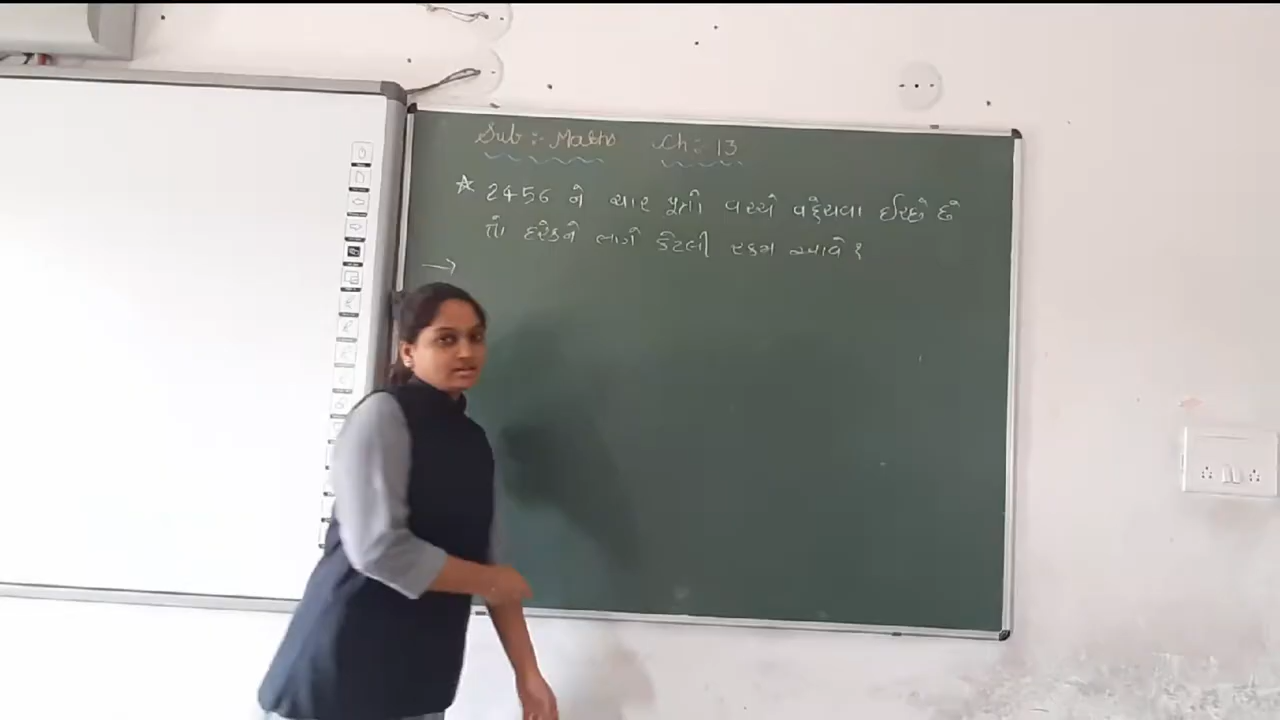 Sub :- Maths Ch : 13
☆ 2456 ને ચાર પૂત્રો વચ્ચે વહેંચવા ઈચ્છે છે
તો દરેકને ભાગે કેટલી રકમ આવે ?
→